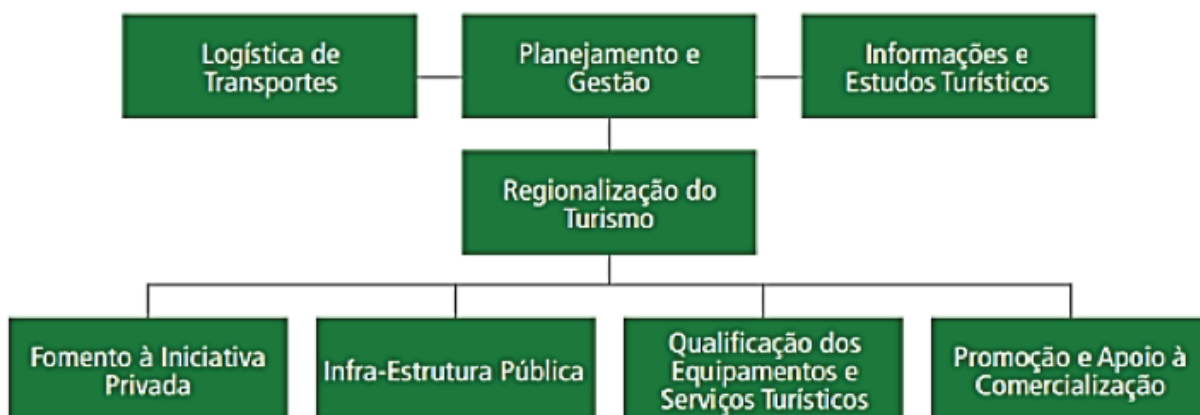 Logística de
Transportes
Planejamento e
Gestão
Informações e
Estudos Turísticos
Regionalização do
Turismo
Fomento à Iniciativa
Privada
Infra-Estrutura Pública
Qualificação dos
Equipamentos e
Serviços Turísticos
Promoção e Apoio à
Comercialização